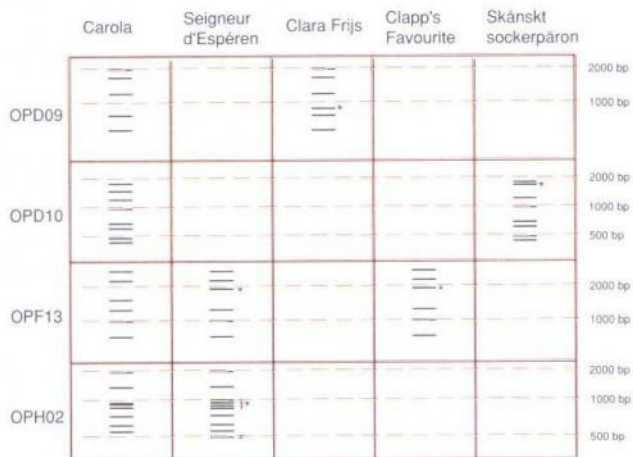 Carola Seigneur d'Espéren Clara Frijs Clapp's Favourite Skánskt sockerpäron
2000 bp
1000 bp
OPD09
2000 bp
OPD10
1000 bp
500 bp
2000 bp
OPF13
1000 bp
2000 bp
1000 bp
OPH02
500 bp